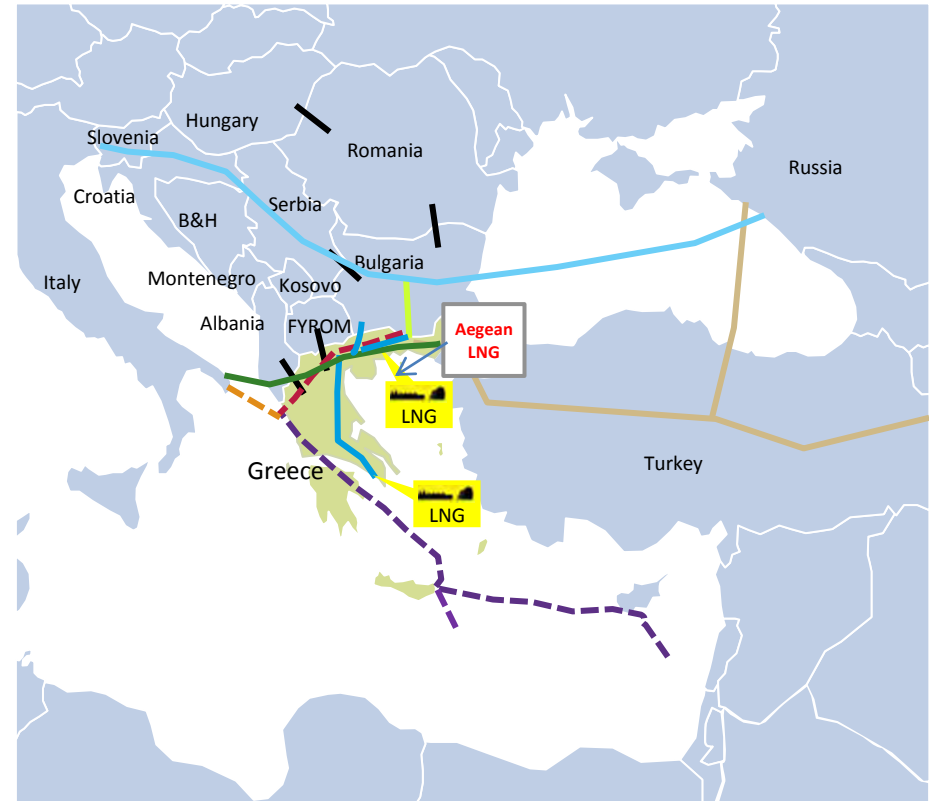 Hungary
Slovenia
Romania
Russia
Croatia
Serbia
B&H
Bulgaria
Italy
Montenegro
Kosovo
Albania
FYROM
Aegean
LNG
LNG
Turkey
Greece
LNG